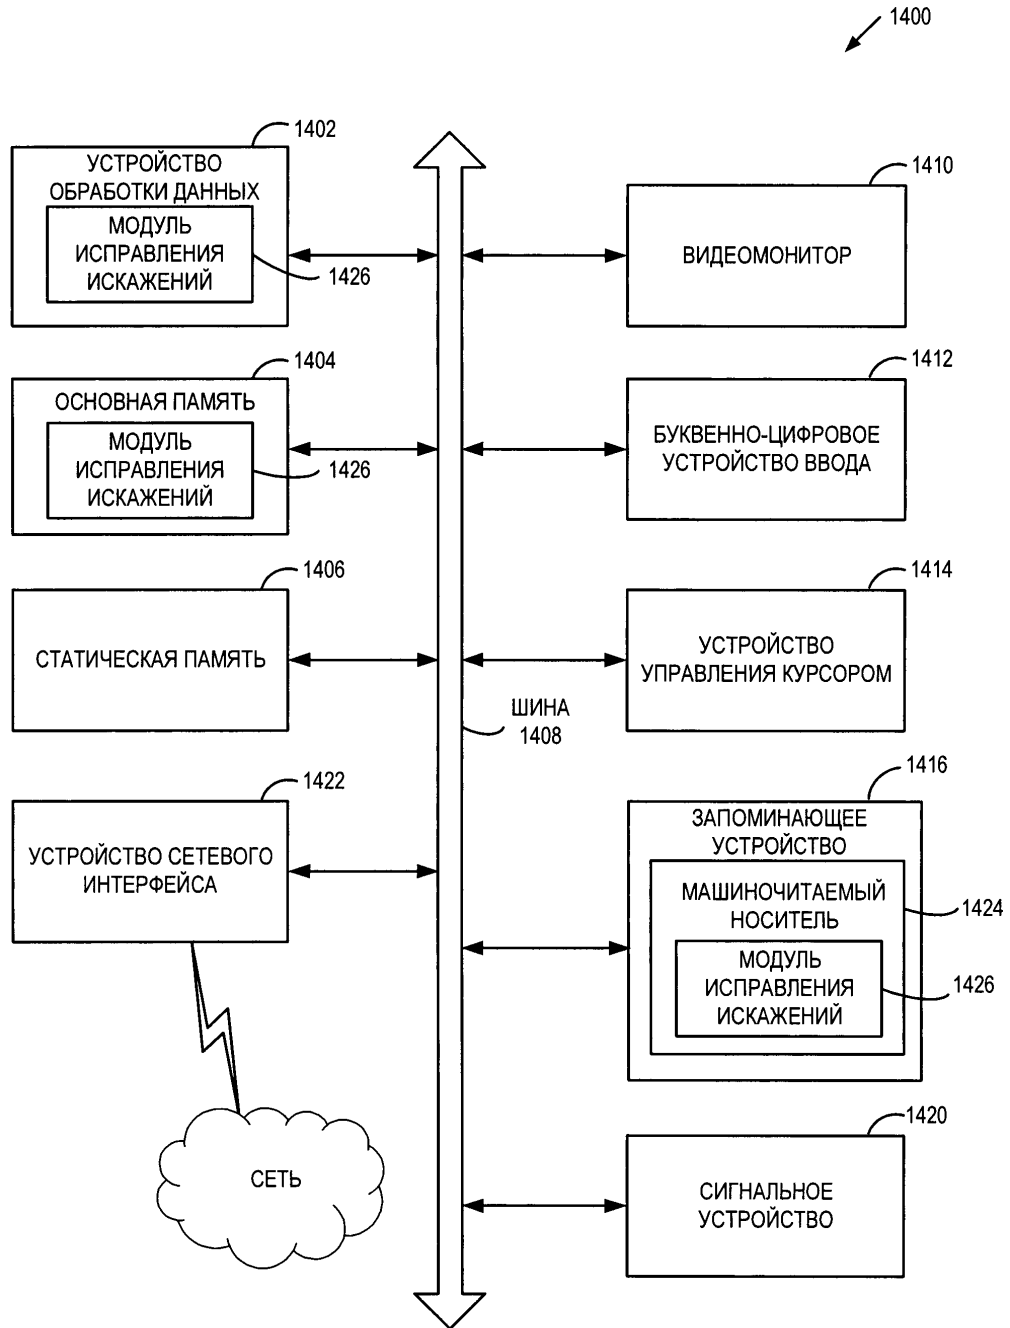 1400
1402
УСТРОЙСТВО
ОБРАБОТКИ ДАННЫХ
МОДУЛЬ
ИСПРАВЛЕНИЯ
ИСКАЖЕНИЙ
1426
1404
ОСНОВНАЯ ПАМЯТЬ
МОДУЛЬ
ИСПРАВЛЕНИЯ
ИСКАЖЕНИЙ
1426
1406
СТАТИЧЕСКАЯ ПАМЯТЬ
1422
УСТРОЙСТВО СЕТЕВОГО
ИНТЕРФЕЙСА
СЕТЬ
ШИНА
1408
1410
ВИДЕОМОНИТОР
1412
БУКВЕННО-ЦИФРОВОЕ
УСТРОЙСТВО ВВОДА
1414
УСТРОЙСТВО
УПРАВЛЕНИЯ КУРСОРОМ
1416
ЗАПОМИНАЮЩЕЕ
УСТРОЙСТВО
МАШИНОЧИТАЕМЫЙ
НОСИТЕЛЬ
1424
МОДУЛЬ
ИСПРАВЛЕНИЯ
ИСКАЖЕНИЙ
1426
1420
СИГНАЛЬНОЕ
УСТРОЙСТВО